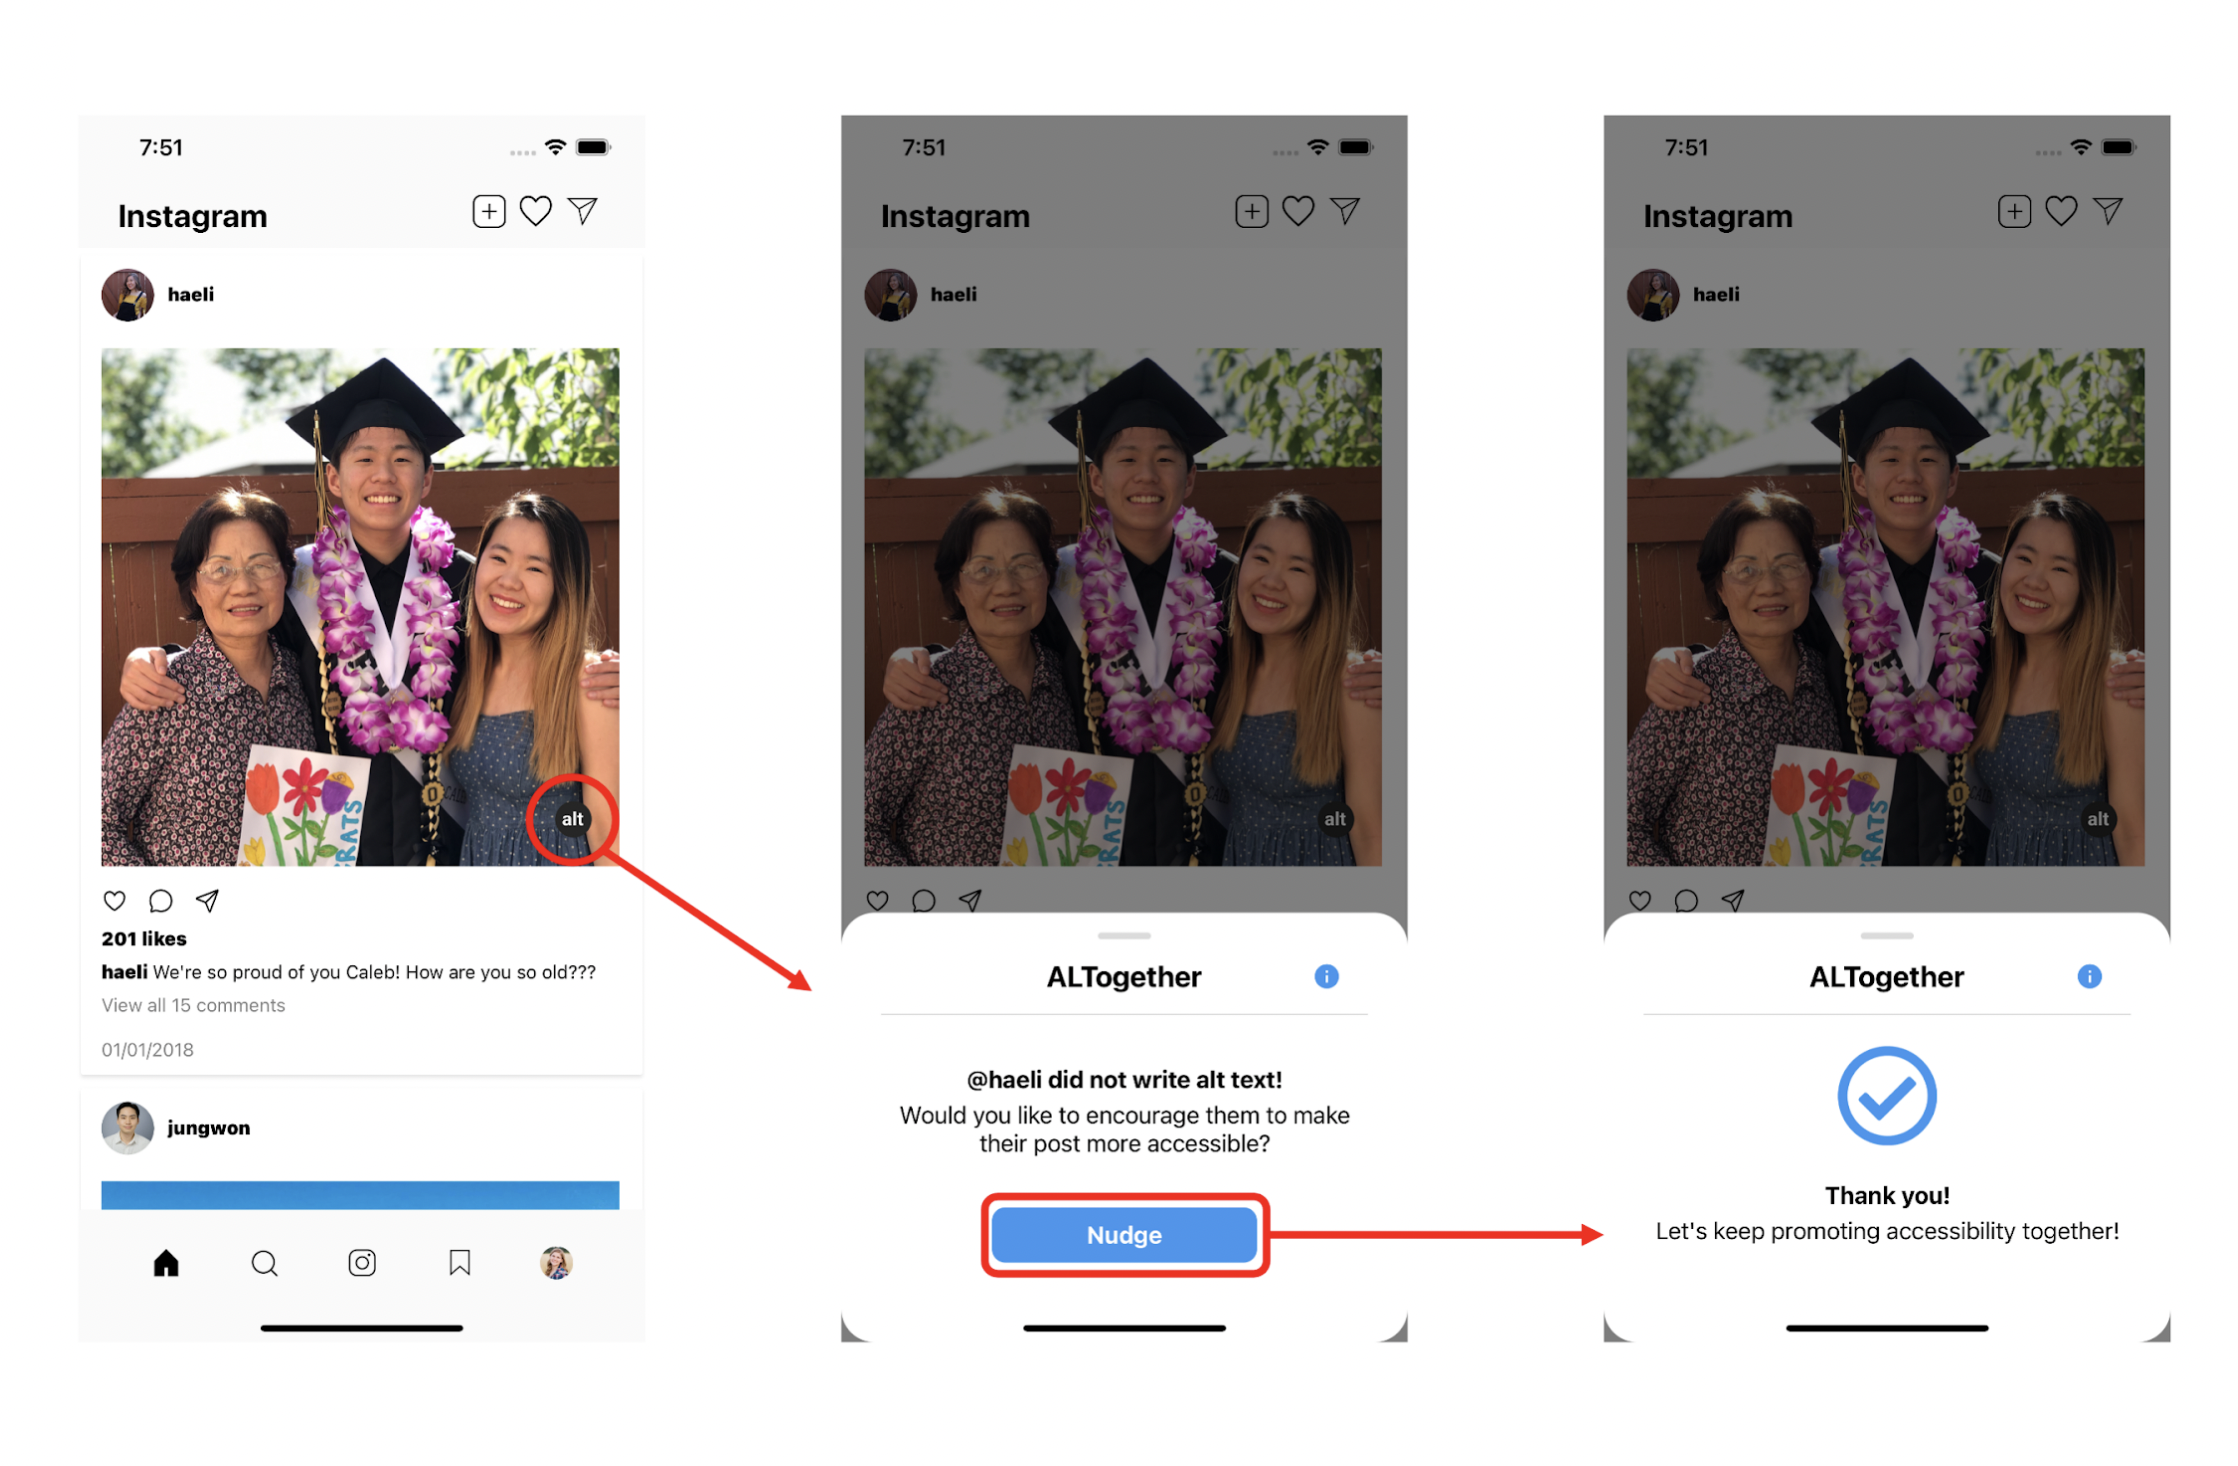 7:51
Instagram
haeli
RATS
alt
201 likes
haeli We're so proud of you Caleb! How are you so old???
View all 15 comments
01/01/2018
jungwon
7:51
Instagram
haeli
RATS
alt
ALTogether
@haeli did not write alt text!
Would you like to encourage them to make
their post more accessible?
Nudge
7:51
Instagram
haeli
RATS
alt
ALTogether
Thank you!
Let's keep promoting accessibility together!